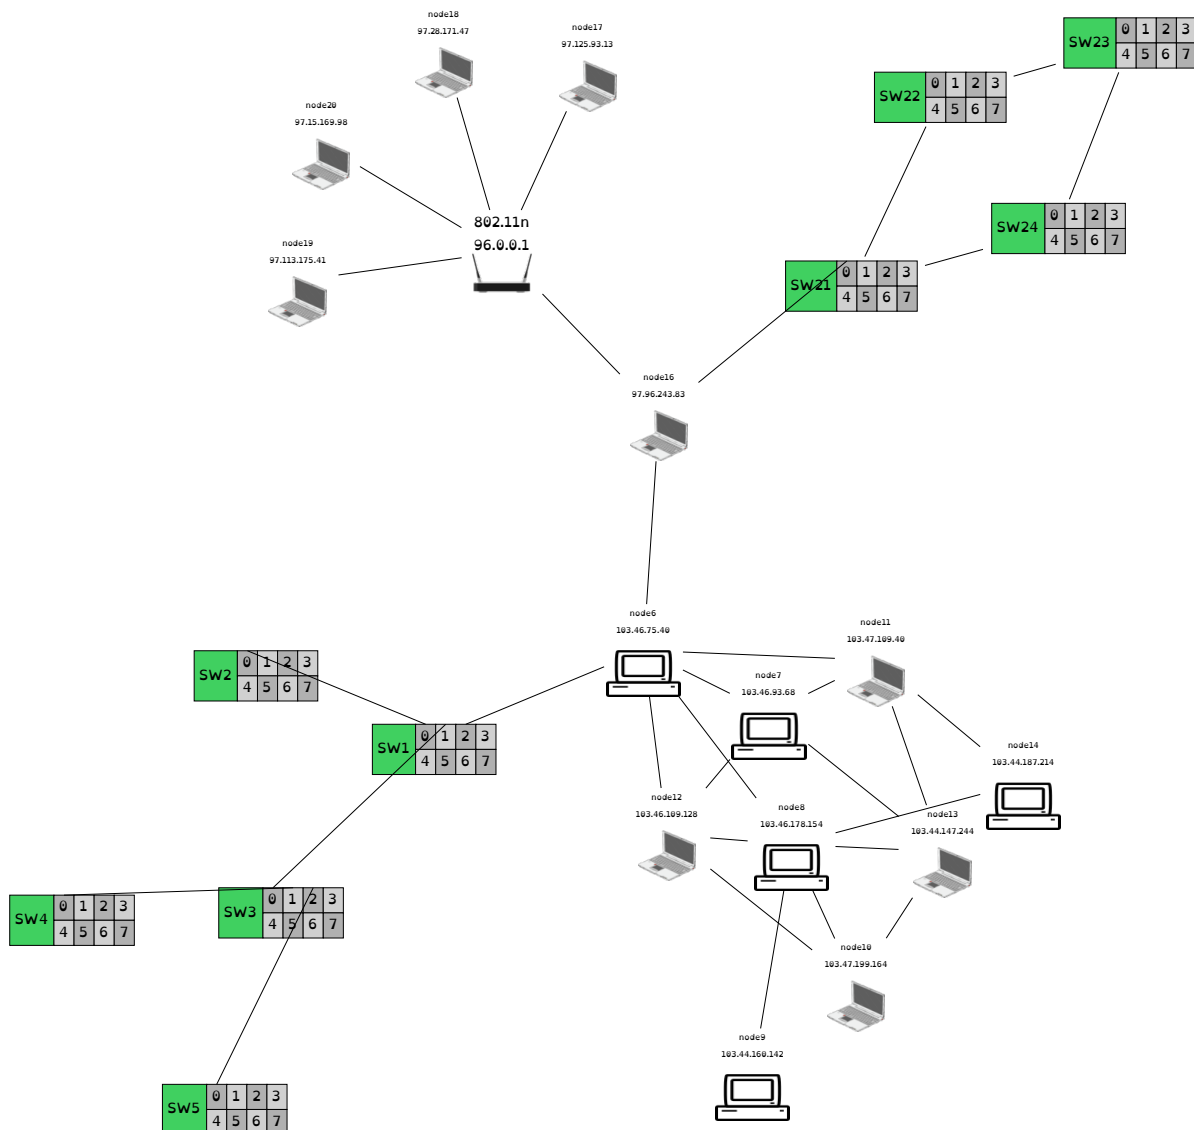 node18
97.28.171.47
node17
97.125.93.13
SW23
0 1 2 3
4 5 6 7
SW22
0 1 2 3
4 5 6 7
node20
97.15.169.98
802.11n
96.0.0.1
SW24
0 1 2 3
4 5 6 7
node19
97.113.175.41
SW21
0 1 2 3
4 5 6 7
node16
97.96.243.83
node6
103.46.75.40
node11
103.47.109.40
SW2
0 1 2 3
4 5 6 7
node7
103.46.93.68
SW1
0 1 2 3
4 5 6 7
node14
103.44.187.214
node12
103.46.109.128
node8
103.46.178.154
node13
103.44.147.244
SW4
0 1 2 3
4 5 6 7
SW3
0 1 2 3
4 5 6 7
node10
103.47.199.164
node9
103.44.160.142
SW5
0 1 2 3
4 5 6 7